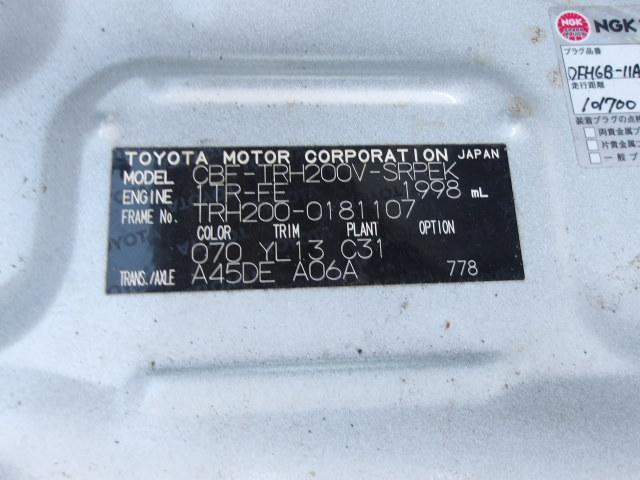 TOYOTA MOTOR CORPORATION JAPAN
MODEL CBF-TRH200V-SRPEK
ENGINE 1TR-FE 1998 mL
FRAME No. TRH200-0181107
COLOR TRIM PLANT OPTION
070 YL13 C31
TRANS./AXLE A45DE A06A 778
NGK
NGK
プラグ品番
DFH6B-11A
走行距離
101700
装着プラグの点検
両貴金属プ
片貴金属プ
一般プ